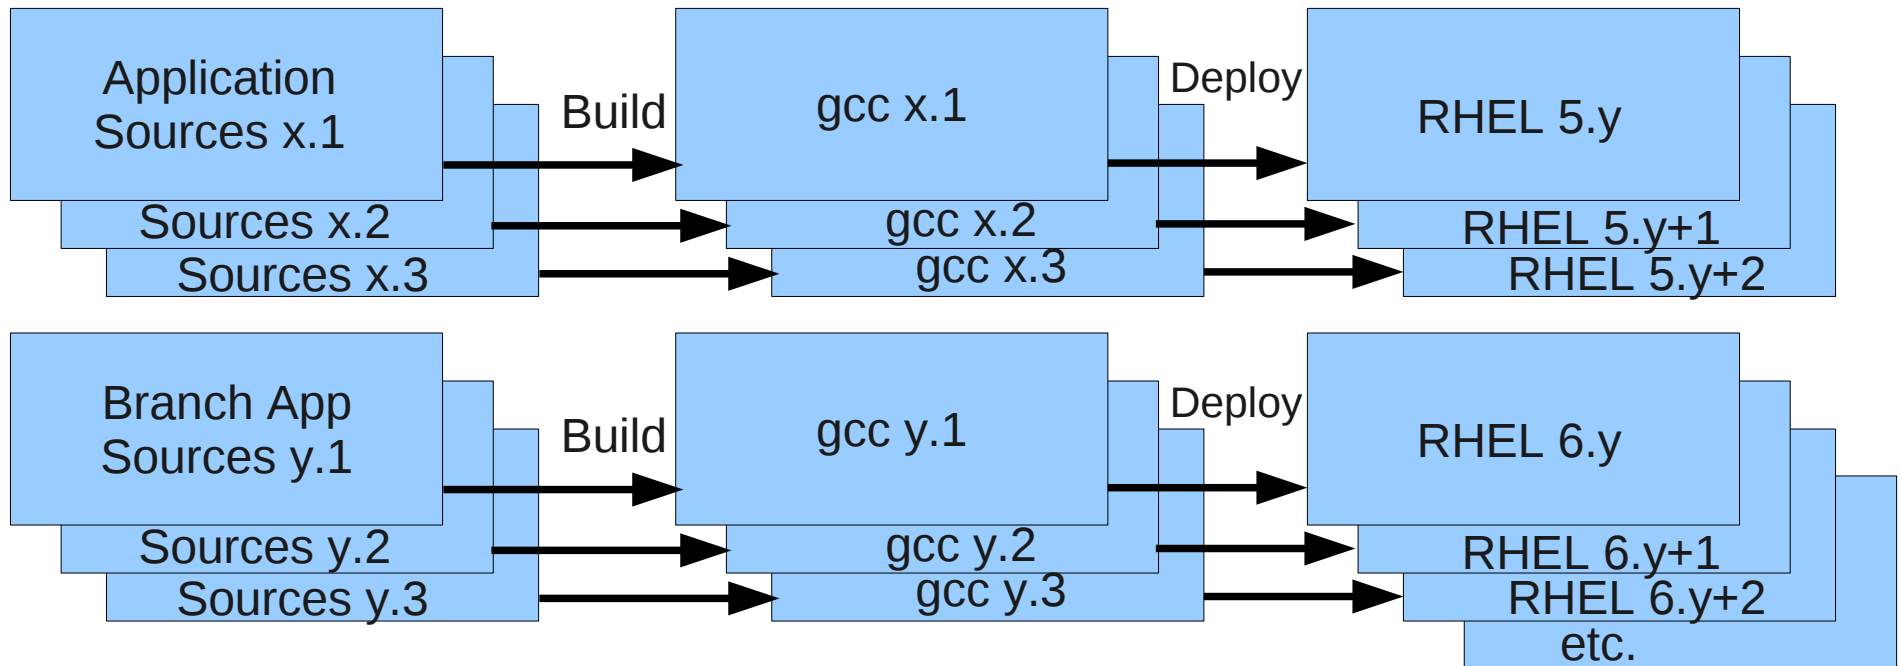 Application
Sources x.1
Build
gcc x.1
Deploy
RHEL 5.y
Sources x.2
gcc x.2
RHEL 5.y+1
Sources x.3
gcc x.3
RHEL 5.y+2
Branch App
Sources y.1
Build
gcc y.1
Deploy
RHEL 6.y
Sources y.2
gcc y.2
RHEL 6.y+1
Sources y.3
gcc y.3
RHEL 6.y+2
etc.